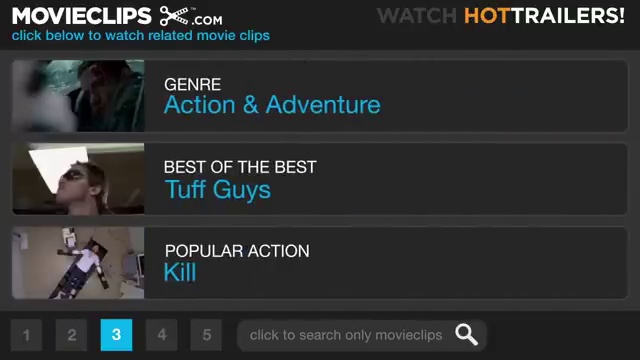 MOVIECLIPS .COM
WATCH HOTTRAILERS!
click below to watch related movie clips
GENRE
Action & Adventure
BEST OF THE BEST
Tuff Guys
POPULAR ACTION
Kill
1 2 3 4 5 click to search only movieclips